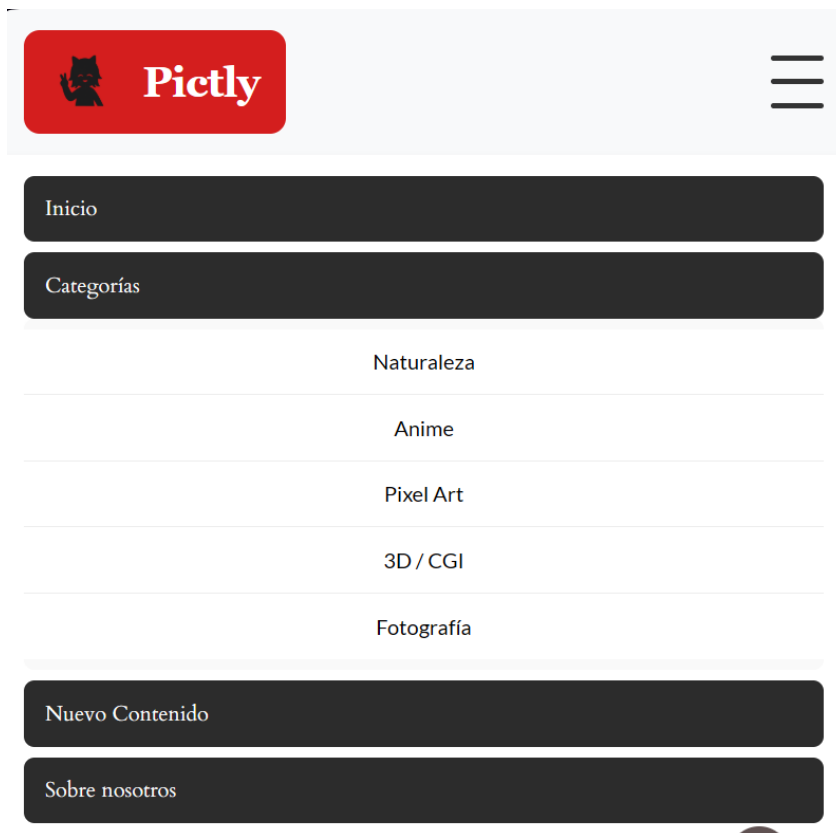 Pictly
Inicio
Categorías
Naturaleza
Anime
Pixel Art
3D / CGI
Fotografía
Nuevo Contenido
Sobre nosotros